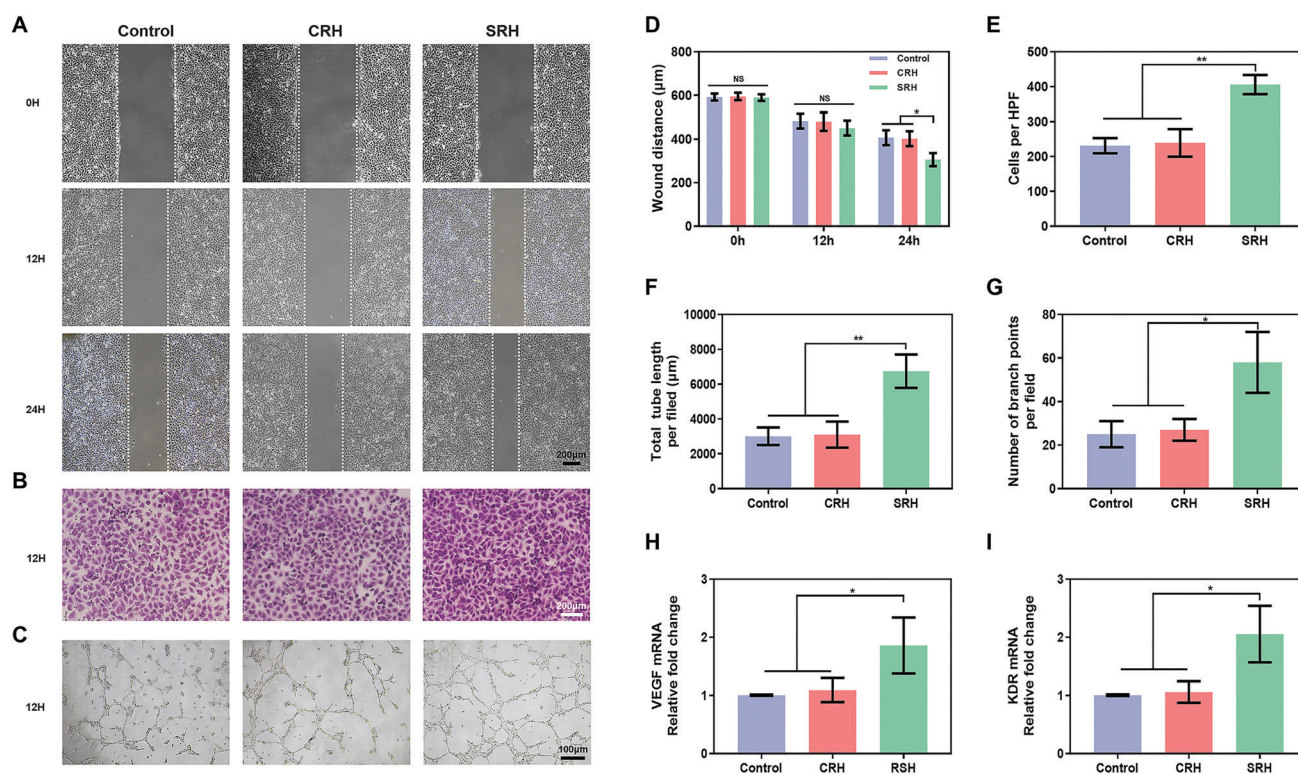 A
Control
CRH
SRH
0H
12H
24H
200µm
B
12H
200µm
C
12H
100µm
D
Wound distance (µm)
800
600
400
400
0
NS
NS
*
Control
CRH
SRH
0h
12h
24h
E
Cells per HPF
500
400
300
200
100
0
**
Control
CRH
SRH
F
Total tube length
per filed (µm)
10000
8000
6000
4000
2000
0
**
Control
CRH
SRH
G
Number of branch points
per field
80
60
40
20
0
*
Control
CRH
SRH
H
VEGF mRNA
Relative fold change
3
2
1
0
*
Control
CRH
RSH
I
KDR mRNA
Relative fold change
3
2
1
0
*
Control
CRH
SRH